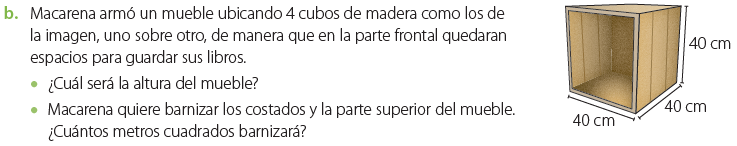 b. Macarena armó un mueble ubicando 4 cubos de madera como los de
la imagen, uno sobre otro, de manera que en la parte frontal quedaran
espacios para guardar sus libros.
• ¿Cuál será la altura del mueble?
• Macarena quiere barnizar los costados y la parte superior del mueble.
¿Cuántos metros cuadrados barnizará?
40 cm
40 cm
40 cm